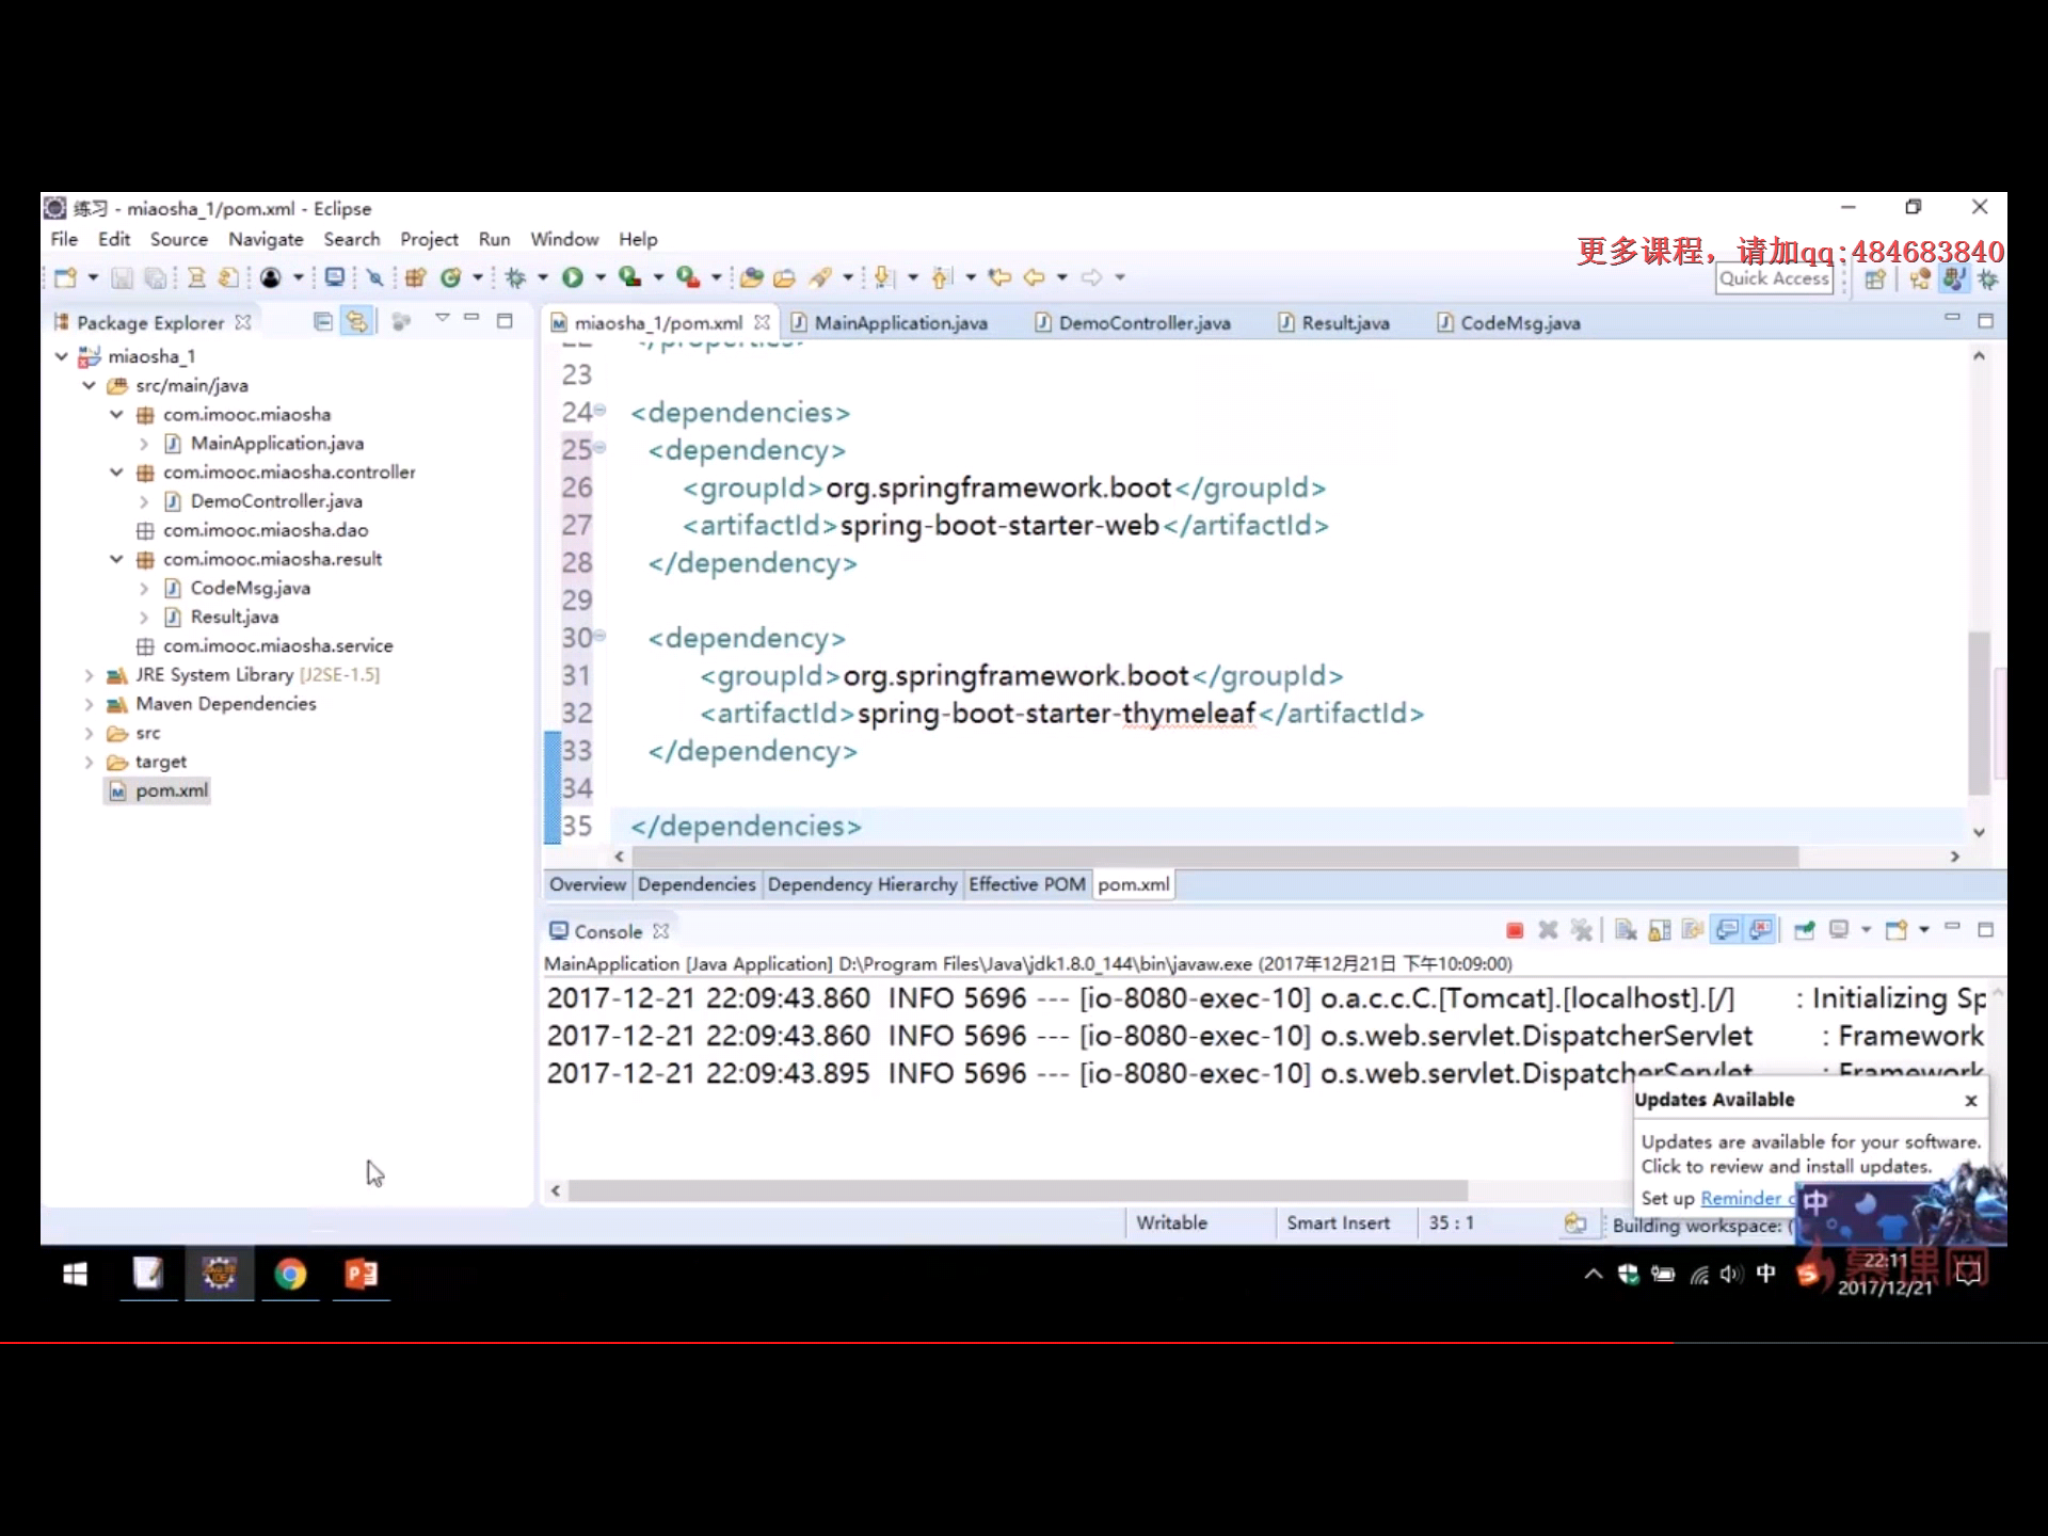 练习 - miaosha_1/pom.xml - Eclipse
File Edit Source Navigate Search Project Run Window Help
更多课程，请加qq:484683840
Quick Access
Package Explorer
miaosha_1/pom.xml MainApplication.java DemoController.java Result.java CodeMsg.java
miaosha_1
src/main/java
com.imooc.miaosha
MainApplication.java
com.imooc.miaosha.controller
DemoController.java
com.imooc.miaosha.dao
com.imooc.miaosha.result
CodeMsg.java
Result.java
com.imooc.miaosha.service
JRE System Library [J2SE-1.5]
Maven Dependencies
src
target
pom.xml
22 </properties>
23
24 <dependencies>
25 <dependency>
26 <groupId>org.springframework.boot</groupId>
27 <artifactId>spring-boot-starter-web</artifactId>
28 </dependency>
29
30 <dependency>
31 <groupId>org.springframework.boot</groupId>
32 <artifactId>spring-boot-starter-thymeleaf</artifactId>
33 </dependency>
34
35 </dependencies>
Overview Dependencies Dependency Hierarchy Effective POM pom.xml
Console
MainApplication [Java Application] D:\Program Files\Java\jdk1.8.0_144\bin\javaw.exe (2017年12月21日 下午10:09:00)
2017-12-21 22:09:43.860 INFO 5696 --- [io-8080-exec-10] o.a.c.c.C.[Tomcat].[localhost].[/] : Initializing Sp
2017-12-21 22:09:43.860 INFO 5696 --- [io-8080-exec-10] o.s.web.servlet.DispatcherServlet : Framework
2017-12-21 22:09:43.895 INFO 5696 --- [io-8080-exec-10] o.s.web.servlet.DispatcherServlet : Framework
Updates Available
Updates are available for your software.
Click to review and install updates.
Set up Reminder
中
Writable Smart Insert 35 : 1 Building workspace: (
中
慕课网
22:11
2017/12/21